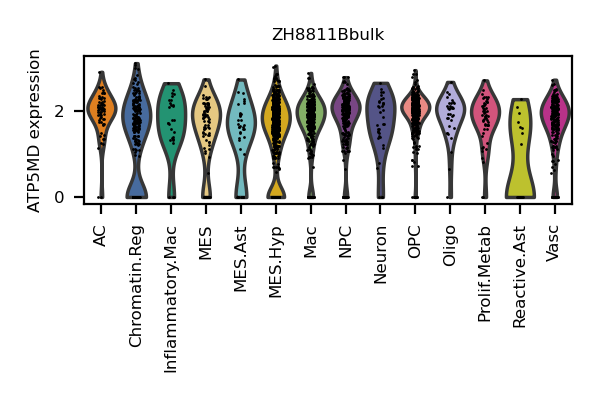 ZH8811Bbulk
ATP5MD expression
2
0
AC
Chromatin.Reg
Inflammatory.Mac
MES
MES.Ast
MES.Hyp
Mac
NPC
Neuron
OPC
Oligo
Prolif.Metab
Reactive.Ast
Vasc